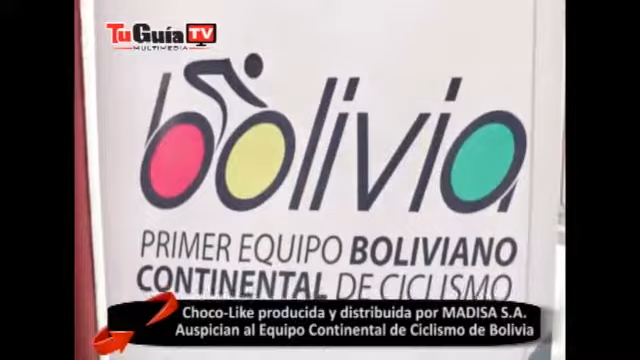 TuGuía TV
MULTIMEDIA
bolivia
PRIMER EQUIPO BOLIVIANO
CONTINENTAL DE CICLISMO
Choco-Like producida y distribuida por MADISA S.A.
Auspician al Equipo Continental de Ciclismo de Bolivia